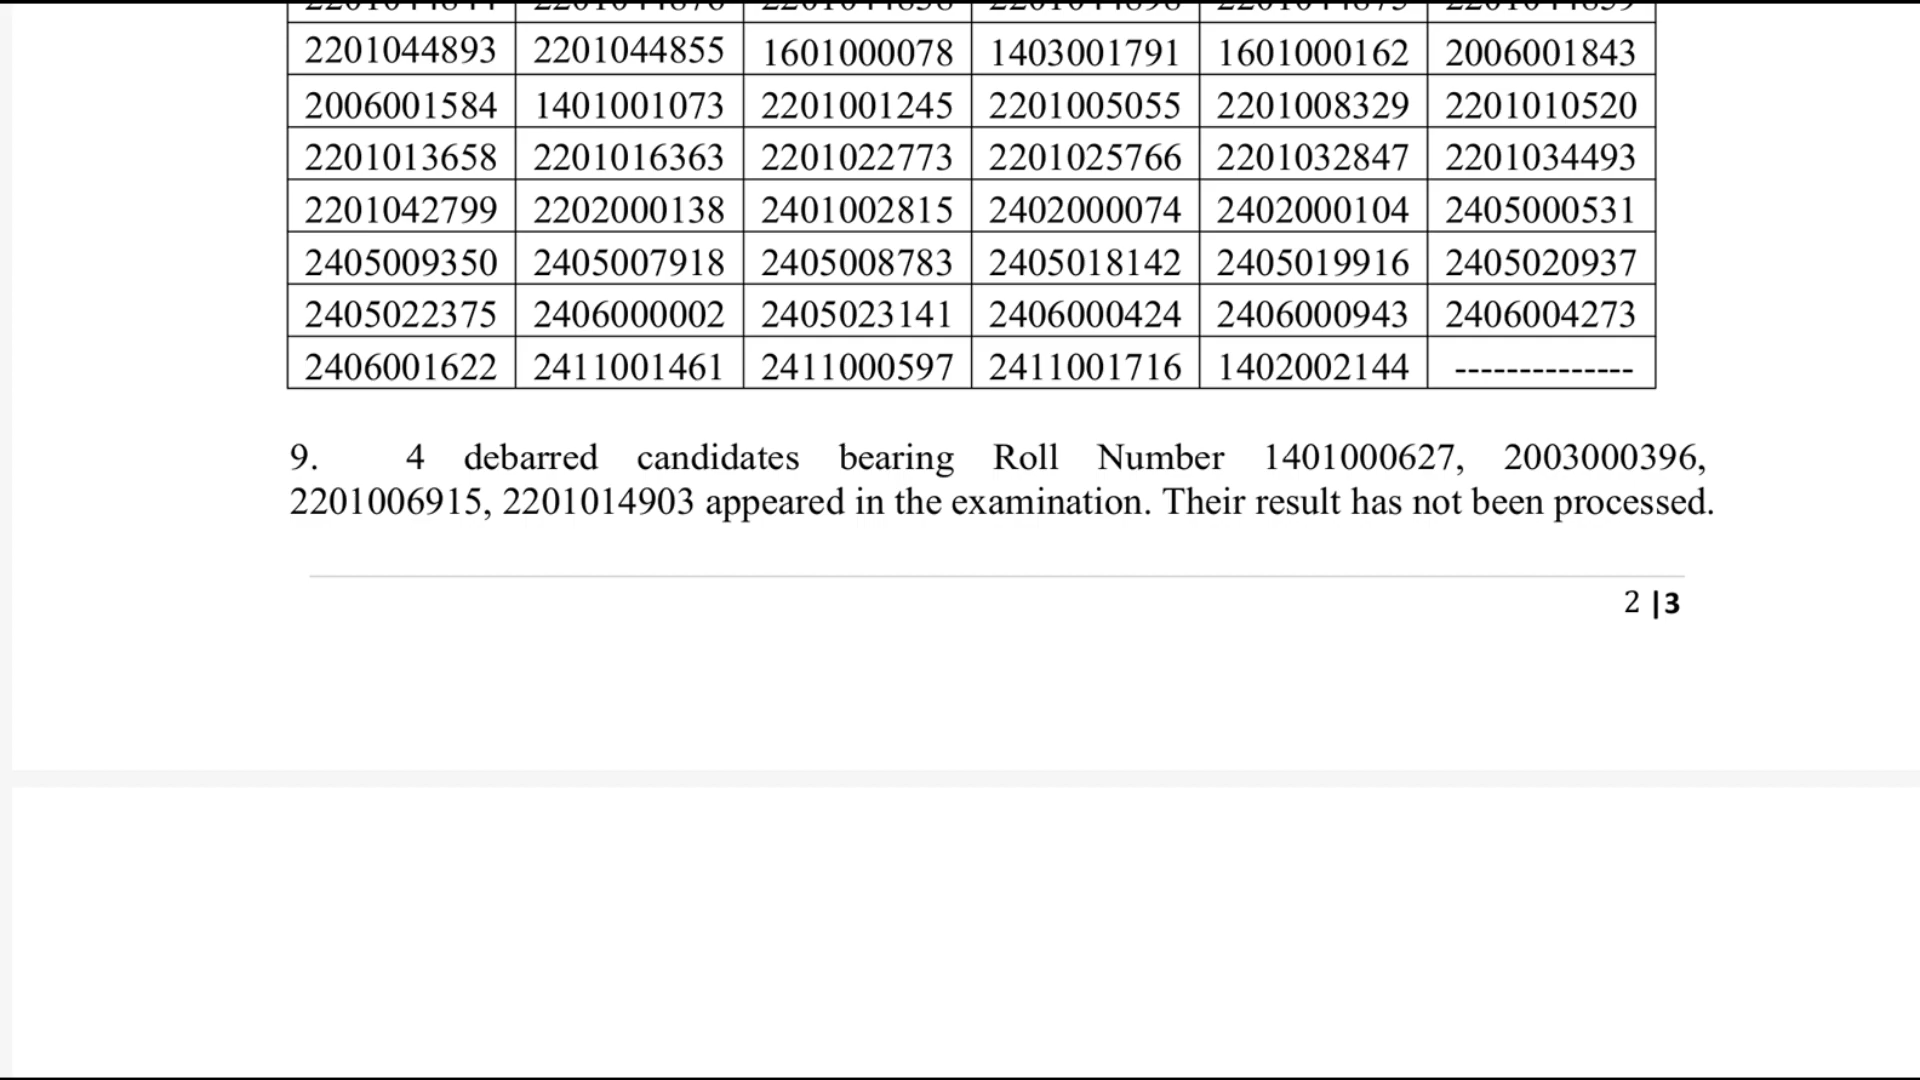 2201044893 2201044855 1601000078 1403001791 1601000162 2006001843
2006001584 1401001073 2201001245 2201005055 2201008329 2201010520
2201013658 2201016363 2201022773 2201025766 2201032847 2201034493
2201042799 2202000138 2401002815 2402000074 2402000104 2405000531
2405009350 2405007918 2405008783 2405018142 2405019916 2405020937
2405022375 2406000002 2405023141 2406000424 2406000943 2406004273
2406001622 2411001461 2411000597 2411001716 1402002144 --------------
9. 4 debarred candidates bearing Roll Number 1401000627, 2003000396,
2201006915, 2201014903 appeared in the examination. Their result has not been processed.
2 |3